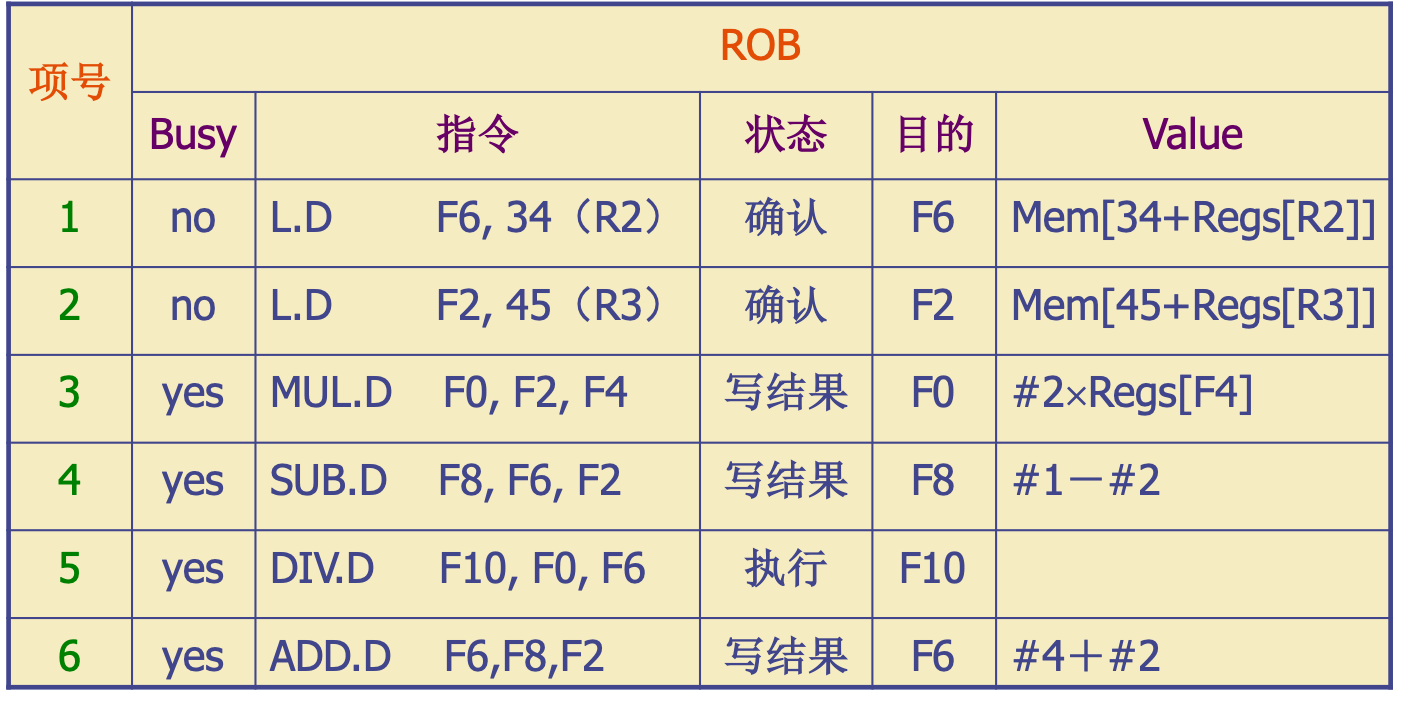 项号 ROB
Busy 指令 状态 目的 Value
1 no L.D F6, 34（R2） 确认 F6 Mem[34+Regs[R2]]
2 no L.D F2, 45（R3） 确认 F2 Mem[45+Regs[R3]]
3 yes MUL.D F0, F2, F4 写结果 F0 #2×Regs[F4]
4 yes SUB.D F8, F6, F2 写结果 F8 #1－#2
5 yes DIV.D F10, F0, F6 执行 F10
6 yes ADD.D F6,F8,F2 写结果 F6 #4＋#2